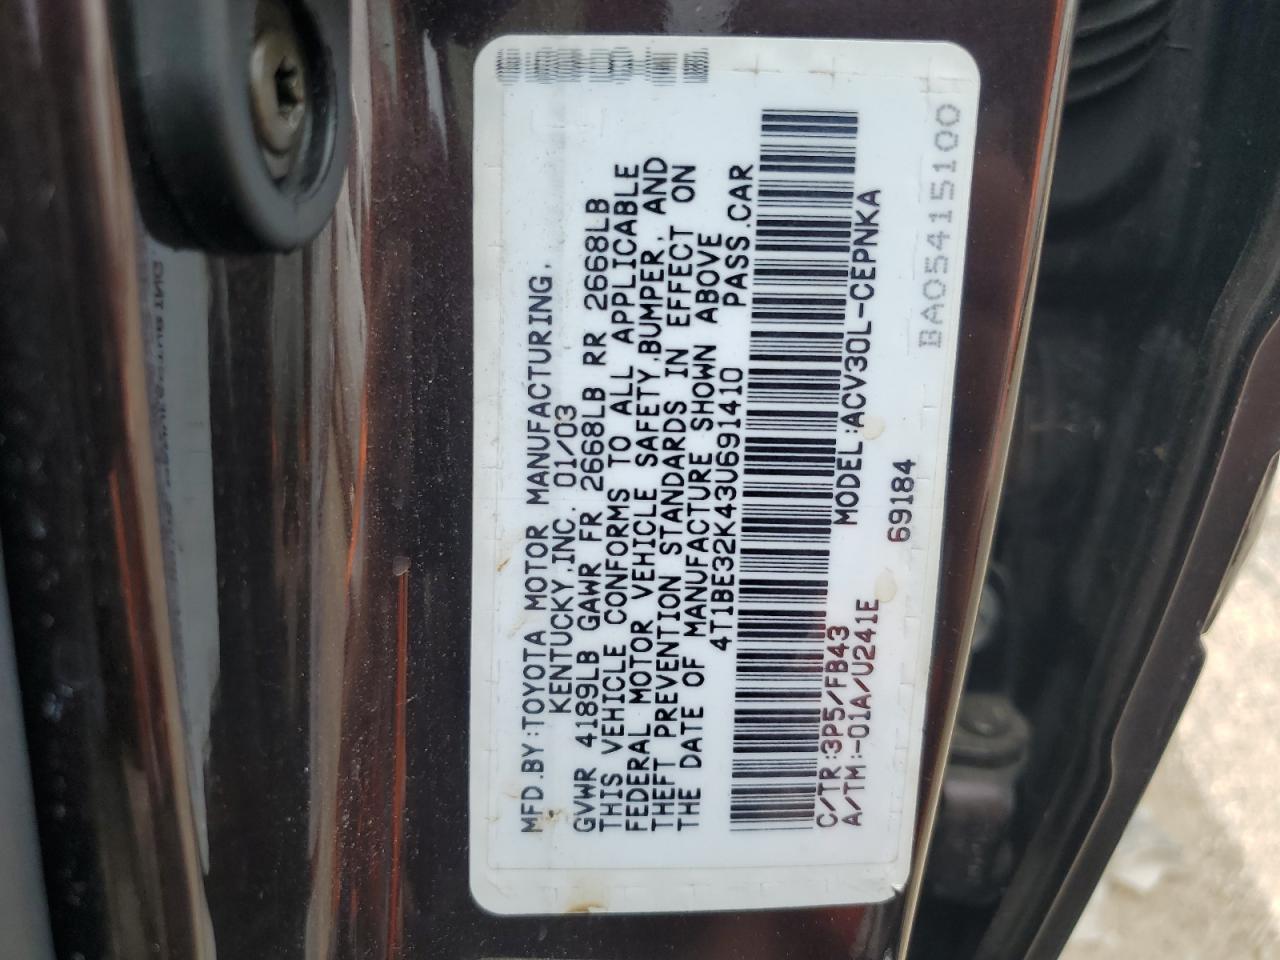 MFD.BY:TOYOTA MOTOR MANUFACTURING,
KENTUCKY,INC. 01/03
GVWR 4189LB GAWR FR 2668LB RR 2668LB
THIS VEHICLE CONFORMS TO ALL APPLICABLE
FEDERAL MOTOR VEHICLE SAFETY,BUMPER, AND
THEFT PREVENTION STANDARDS IN EFFECT ON
THE DATE OF MANUFACTURE SHOWN ABOVE
4T1BE32K43U691410 PASS.CAR
C/TR:3P5/FB43 MODEL:ACV30L-CEPNKA
A/TM:-01A/U241E
69184
BA05415100